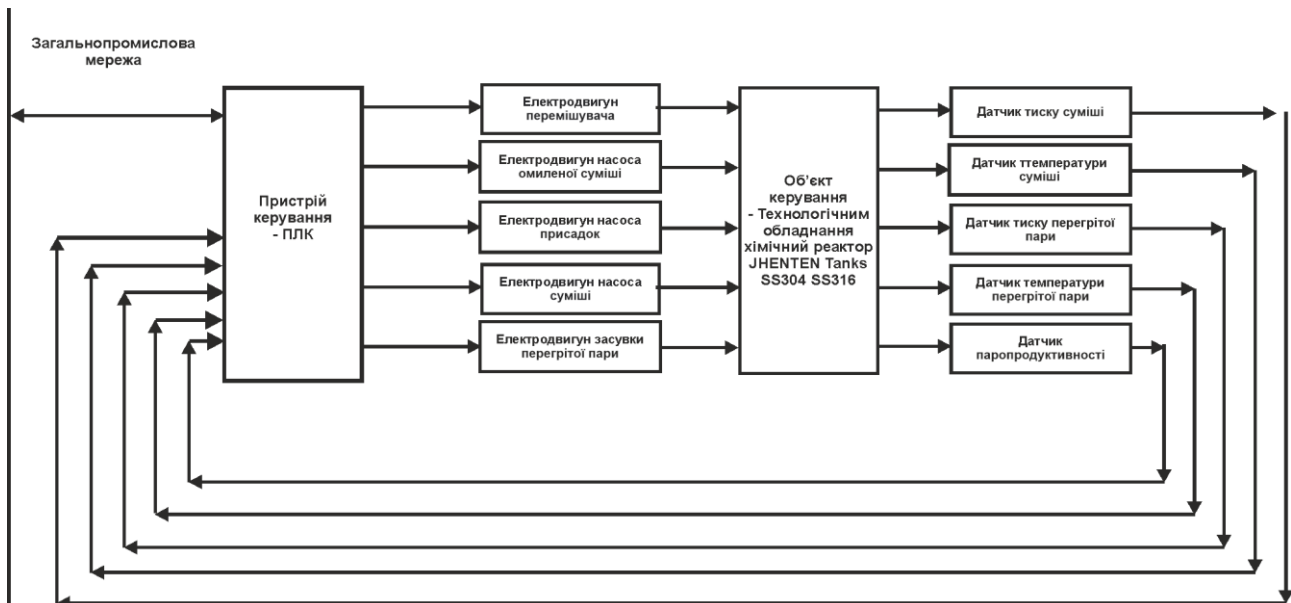 Загальнопромислова
мережа
Пристрій
керування
- ПЛК
Електродвигун
перемішувача
Електродвигун насоса
омиленої суміші
Електродвигун насоса
присадок
Електродвигун насоса
суміші
Електродвигун засувки
перегрітої пари
Об'єкт
керування
- Технологічним
обладнання
хімічний реактор
JHENTEN Tanks
SS304 SS316
Датчик тиску суміші
Датчик ттемператури
суміші
Датчик тиску перегрітої
пари
Датчик температури
перегрітої пари
Датчик
паропродуктивності